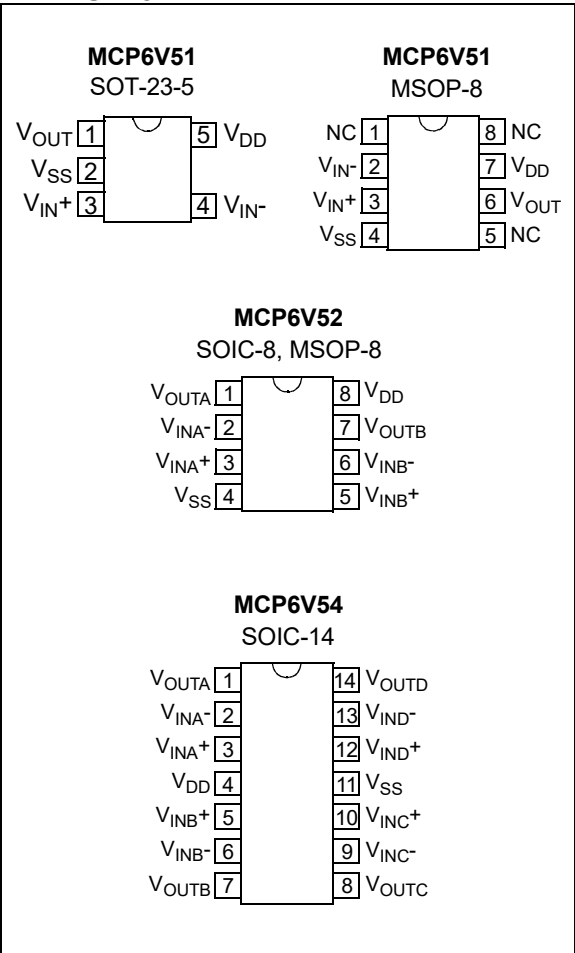 MCP6V51
SOT-23-5
VOUT 1 5 VDD
VSS 2
VIN+ 3 4 VIN-
MCP6V51
MSOP-8
NC 1 8 NC
VIN- 2 7 VDD
VIN+ 3 6 VOUT
VSS 4 5 NC
MCP6V52
SOIC-8, MSOP-8
VOUTA 1 8 VDD
VINA- 2 7 VOUTB
VINA+ 3 6 VINB-
VSS 4 5 VINB+
MCP6V54
SOIC-14
VOUTA 1 14 VOUTD
VINA- 2 13 VIND-
VINA+ 3 12 VIND+
VDD 4 11 VSS
VINB+ 5 10 VINC+
VINB- 6 9 VINC-
VOUTB 7 8 VOUTC